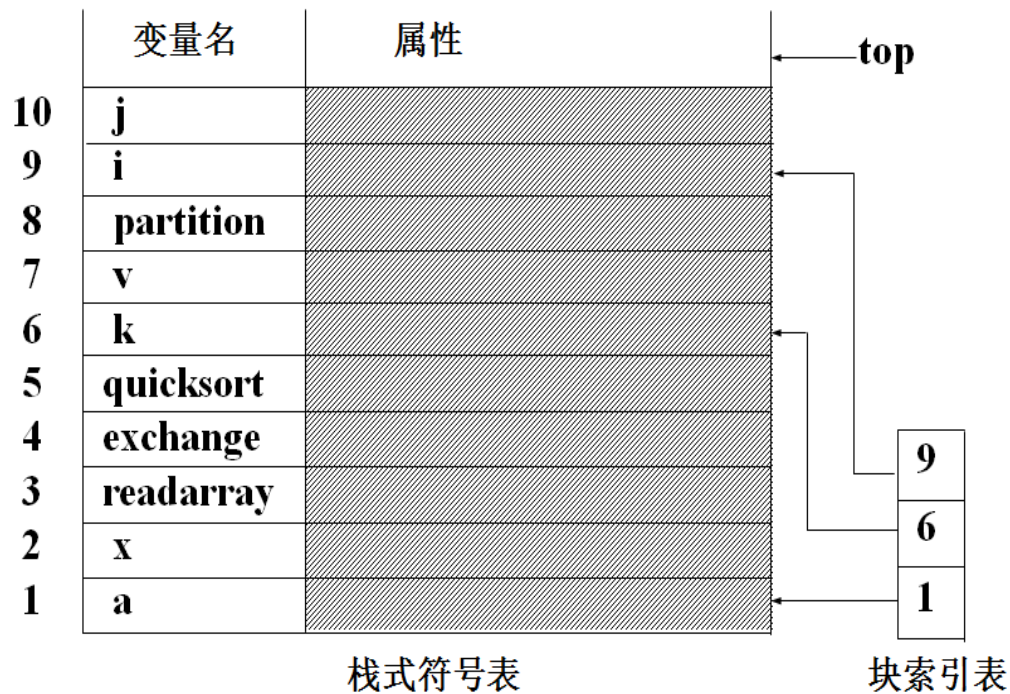 变量名 属性
top
10 j
9 i
8 partition
7 v
6 k
5 quicksort
4 exchange
3 readarray
2 x
1 a
9
6
1
栈式符号表 块索引表